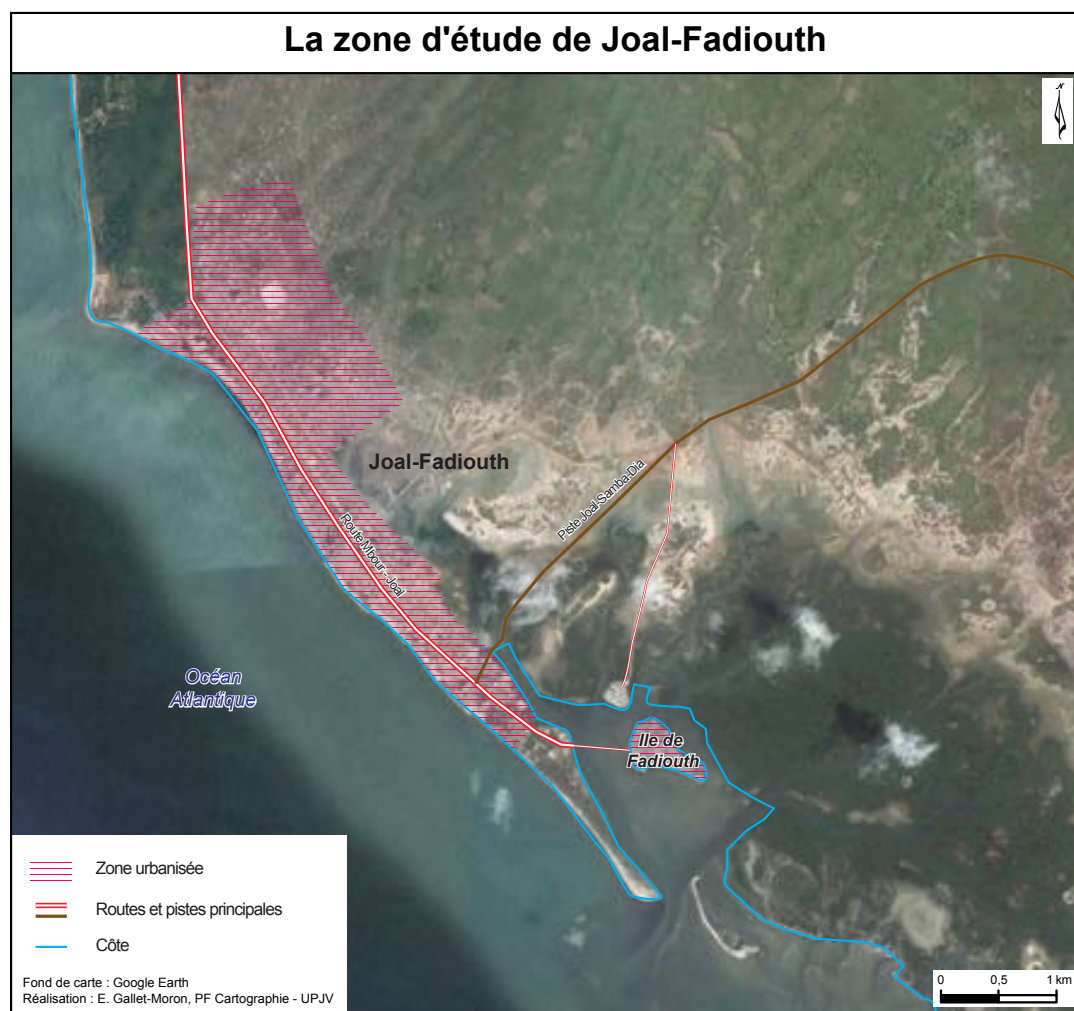 La zone d'étude de Joal-Fadiouth
N
Joal-Fadiouth
Piste Joal-Samba-Dia
Route Mbour - Joal
Océan
Atlantique
Ile de
Fadiouth
Zone urbanisée
Routes et pistes principales
Côte
Fond de carte : Google Earth
Réalisation : E. Gallet-Moron, PF Cartographie - UPJV
0 0,5 1 km